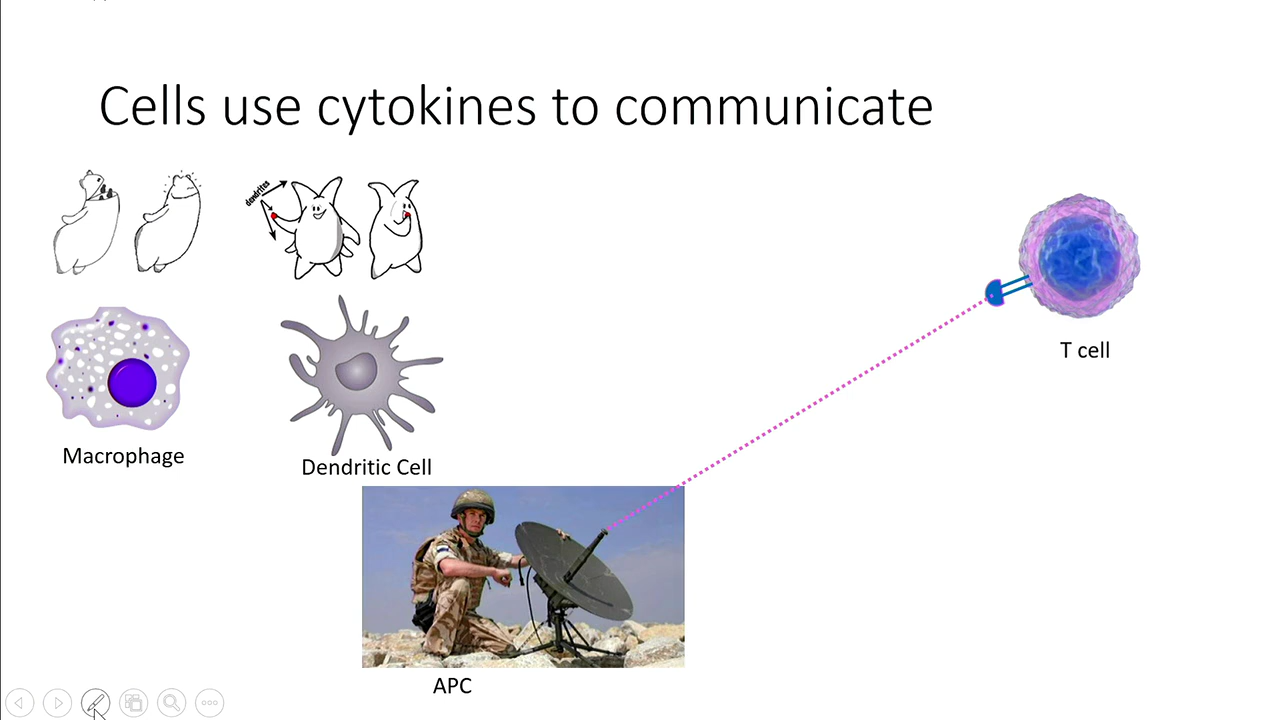 Cells use cytokines to communicate
dendrites
T cell
Macrophage
Dendritic Cell
APC